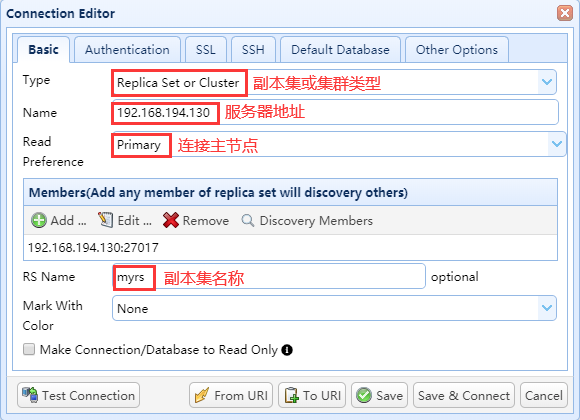 Connection Editor
Basic Authentication SSL SSH Default Database Other Options
Type Replica Set or Cluster 副本集或集群类型
Name 192.168.194.130 服务器地址
Read Preference Primary 连接主节点
Members(Add any member of replica set will discovery others)
Add ... Edit ... Remove Discovery Members
192.168.194.130:27017
RS Name myrs 副本集名称 optional
Mark With Color None
Make Connection/Database to Read Only
Test Connection From URI To URI Save Save & Connect Cancel